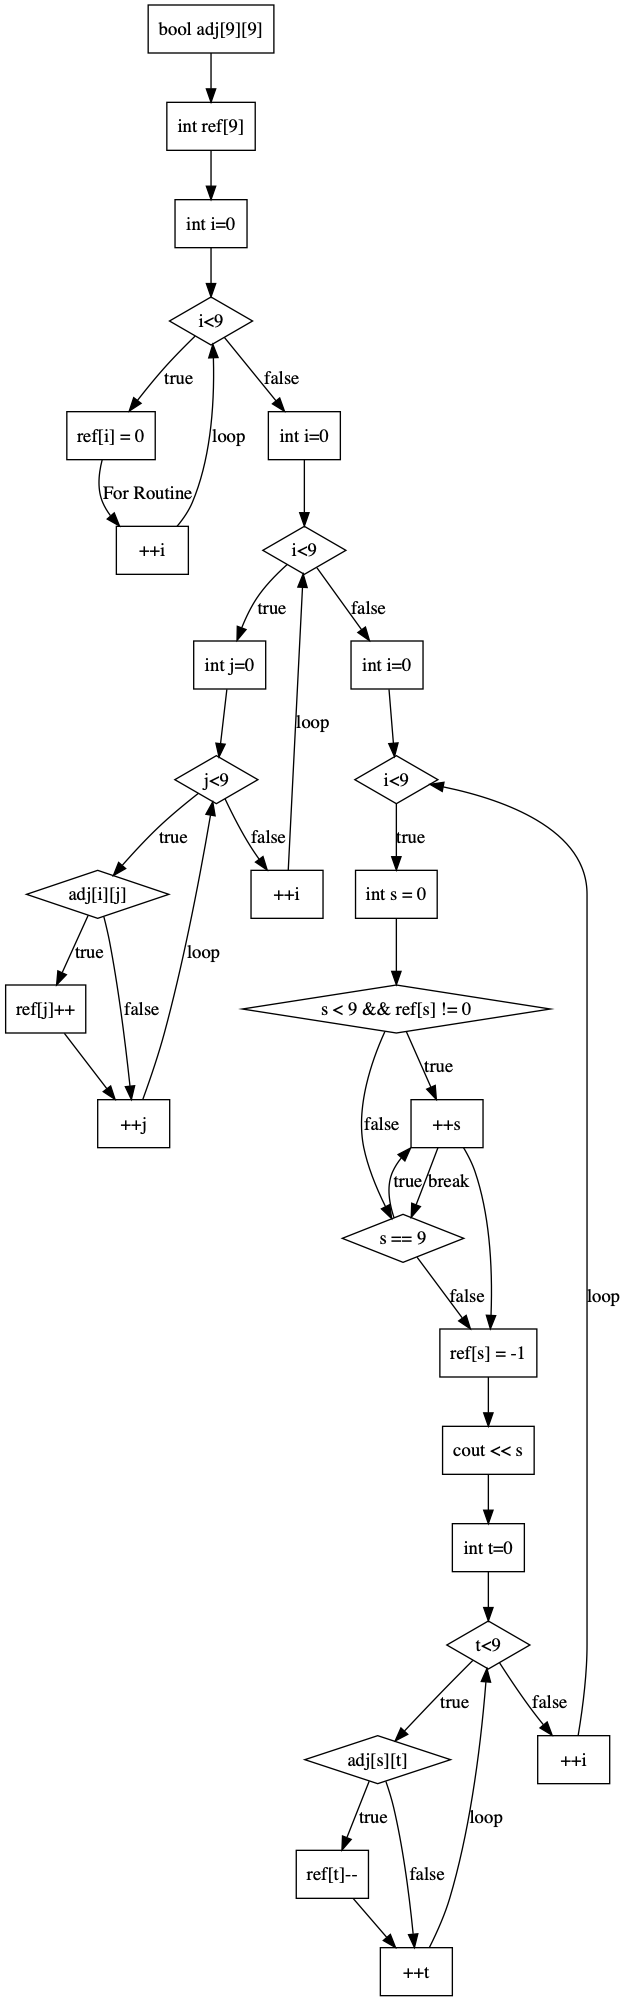 bool adj[9][9]
int ref[9]
int i=0
i<9
true
false
ref[i] = 0
int i=0
loop
For Routine
++i
i<9
true
false
int j=0
int i=0
loop
j<9
i<9
true
false
true
adj[i][j]
++i
int s = 0
true
loop
ref[j]++
false
s < 9 && ref[s] != 0
true
++j
false
++s
true
break
s == 9
false
loop
ref[s] = -1
cout << s
int t=0
t<9
true
false
adj[s][t]
++i
true
loop
ref[t]--
false
++t